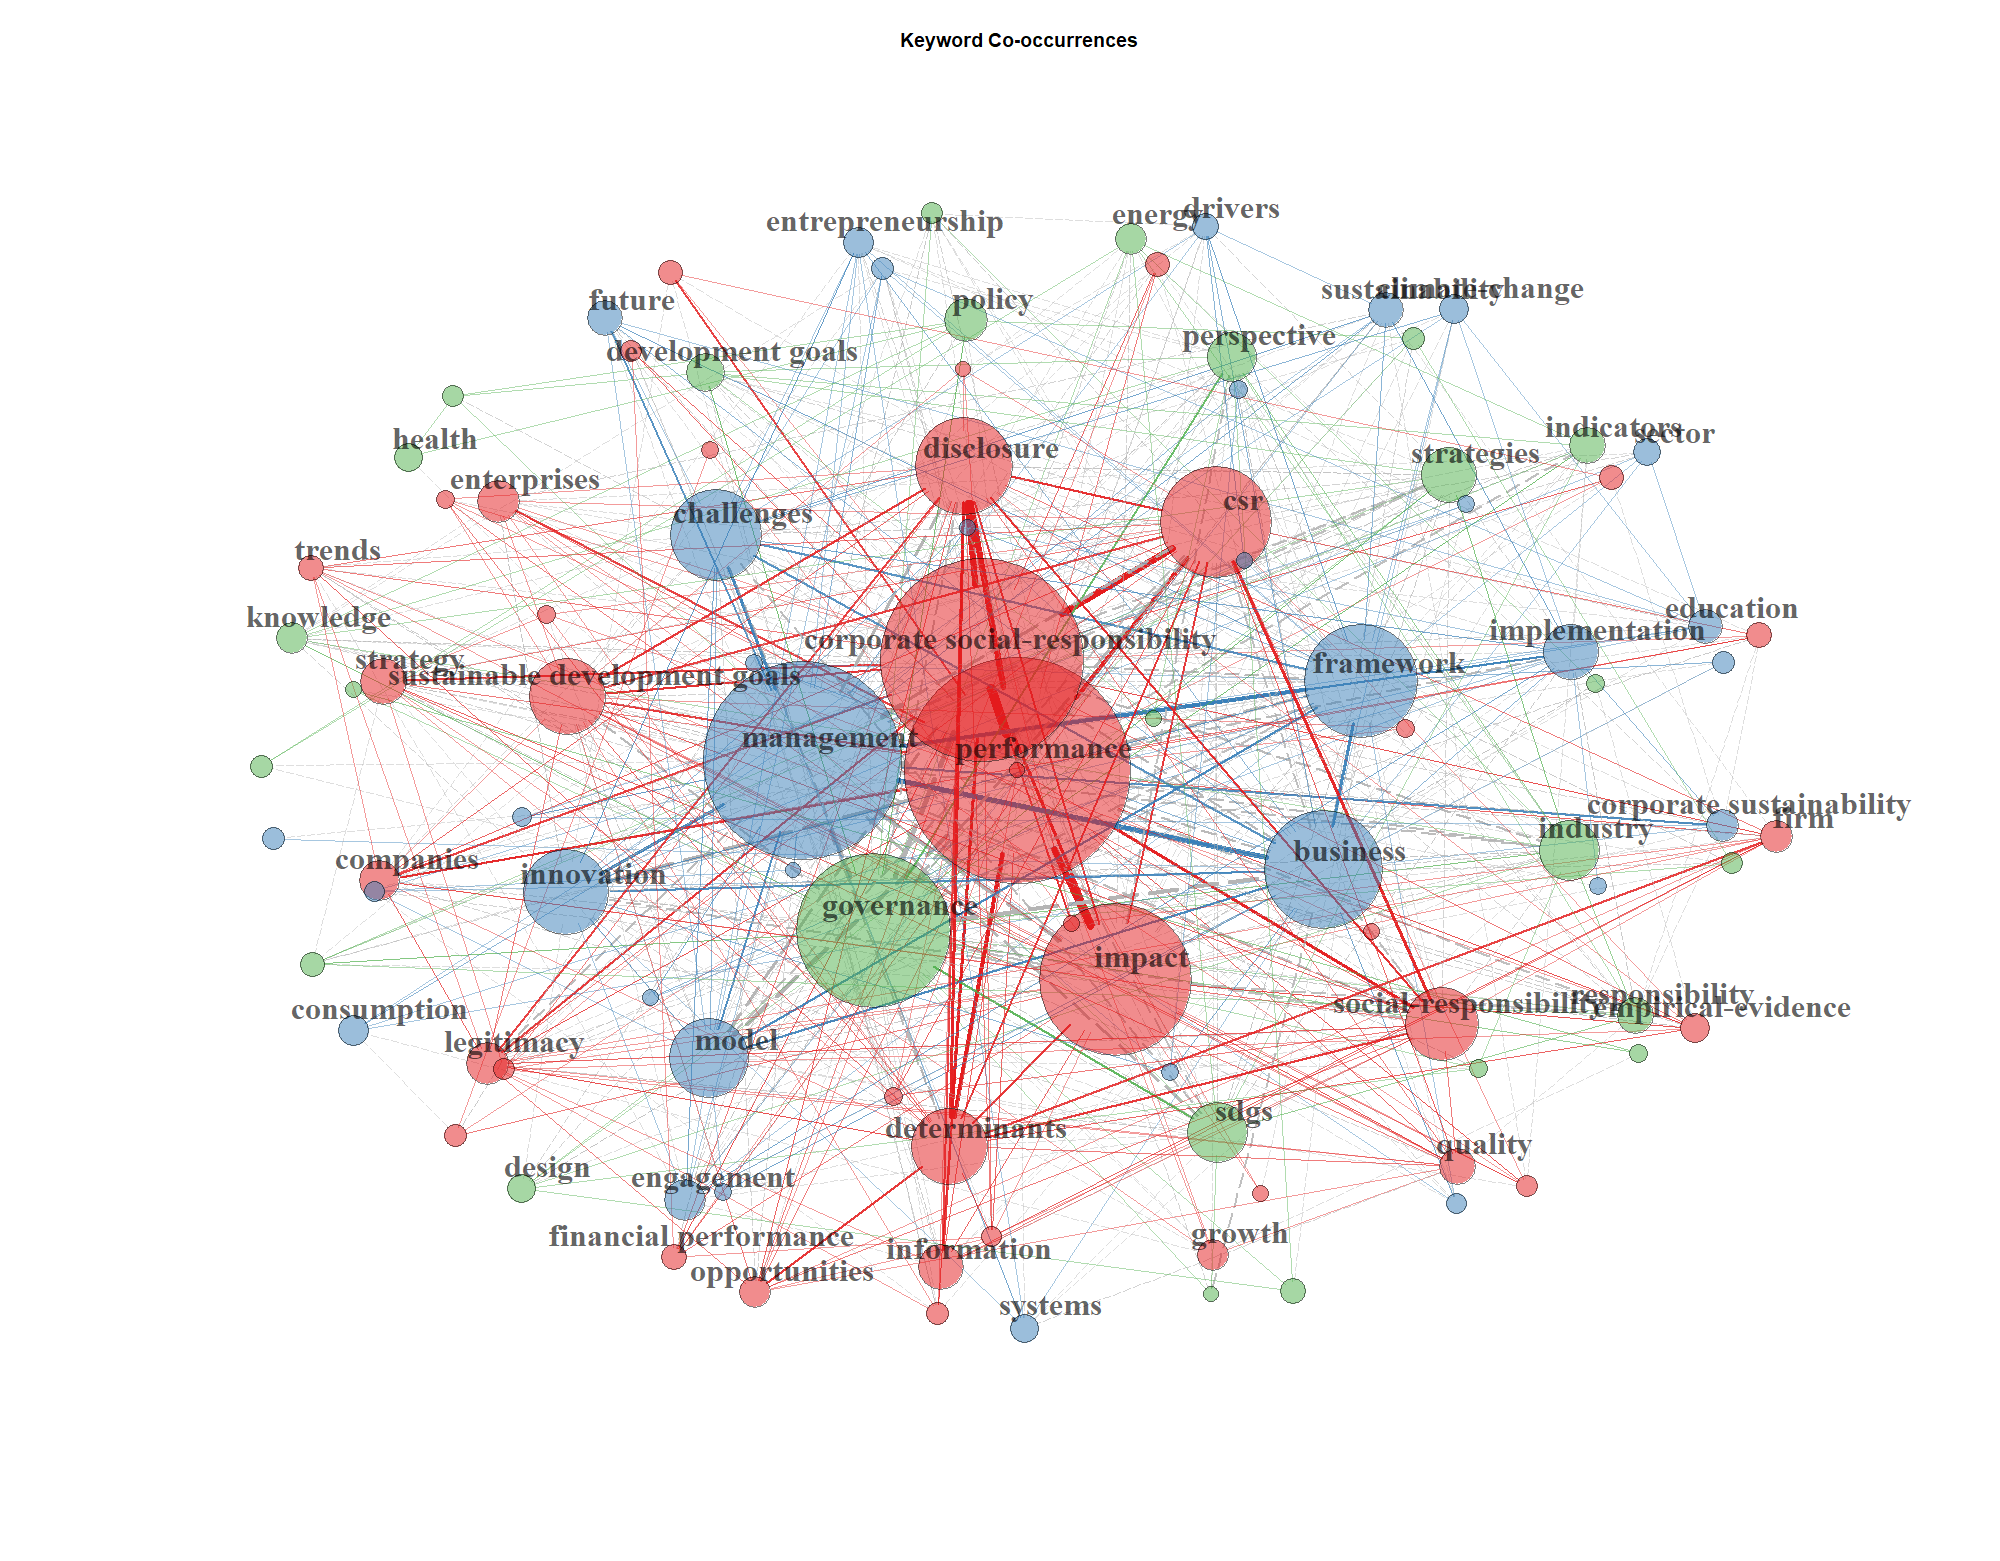 Keyword Co-occurrences
entrepreneurship
energy
drivers
future
policy
sustainability
climate-change
development goals
perspective
health
disclosure
indicators
sector
enterprises
strategies
challenges
csr
trends
knowledge
education
strategy
corporate social-responsibility
implementation
sustainable development goals
framework
management
performance
corporate sustainability
firm
companies
industry
innovation
business
governance
impact
consumption
social-responsibility
responsibility
empirical-evidence
legitimacy
model
determinants
sdgs
quality
design
engagement
financial performance
information
growth
opportunities
systems